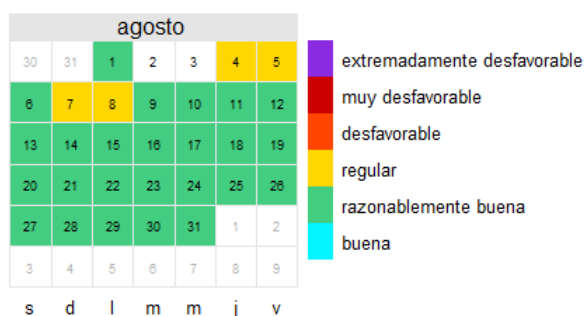 agosto
30 31 1 2 3 4 5
6 7 8 9 10 11 12
13 14 15 16 17 18 19
20 21 22 23 24 25 26
27 28 29 30 31 1 2
3 4 5 6 7 8 9
s d l m m j v
extremadamente desfavorable
muy desfavorable
desfavorable
regular
razonablemente buena
buena